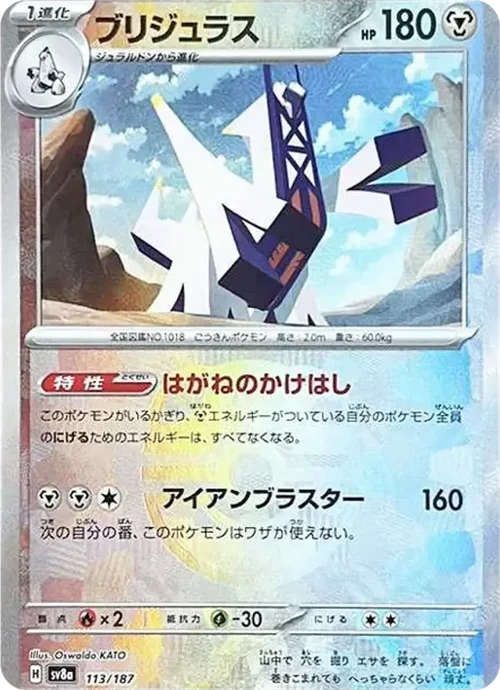 1進化
ブリジュラス
HP 180
ジュラルドンから進化
全国図鑑NO.1018 ごうきんポケモン 高さ:2.0m 重さ:60.0kg
特性 とくせい はがねのかけはし
このポケモンがいるかぎり、エネルギーがついている自分のポケモン全員
のにげるためのエネルギーは、すべてなくなる。
アイアンブラスター 160
次の自分の番、このポケモンはワザが使えない。
弱点 ×2 抵抗力 -30 にげる
Illus. Oswaldo KATO
H sv8a 113/187
山中で 穴を 掘り エサを 探す。 落盤に
巻きこまれても へっちゃらなくらい 頑丈。